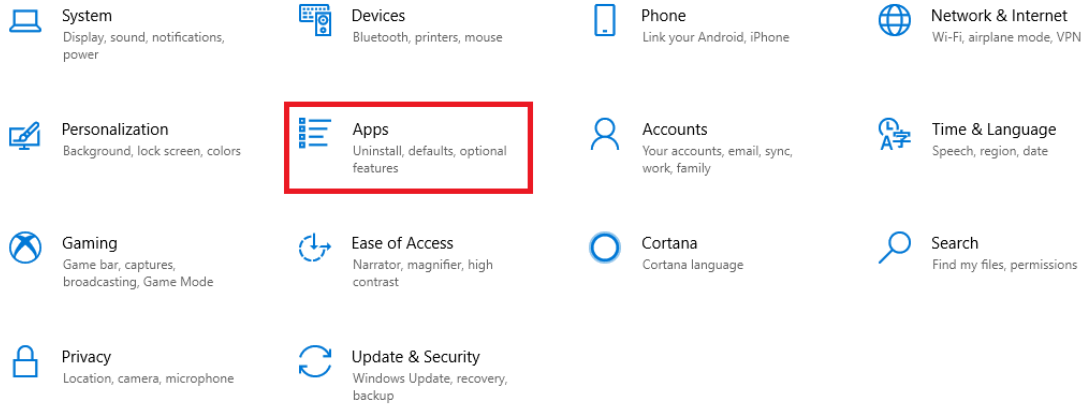 System
Display, sound, notifications,
power
Devices
Bluetooth, printers, mouse
Phone
Link your Android, iPhone
Network & Internet
Wi-Fi, airplane mode, VPN
Personalization
Background, lock screen, colors
Apps
Uninstall, defaults, optional
features
Accounts
Your accounts, email, sync,
work, family
Time & Language
Speech, region, date
Gaming
Game bar, captures,
broadcasting, Game Mode
Ease of Access
Narrator, magnifier, high
contrast
Cortana
Cortana language
Search
Find my files, permissions
Privacy
Location, camera, microphone
Update & Security
Windows Update, recovery,
backup